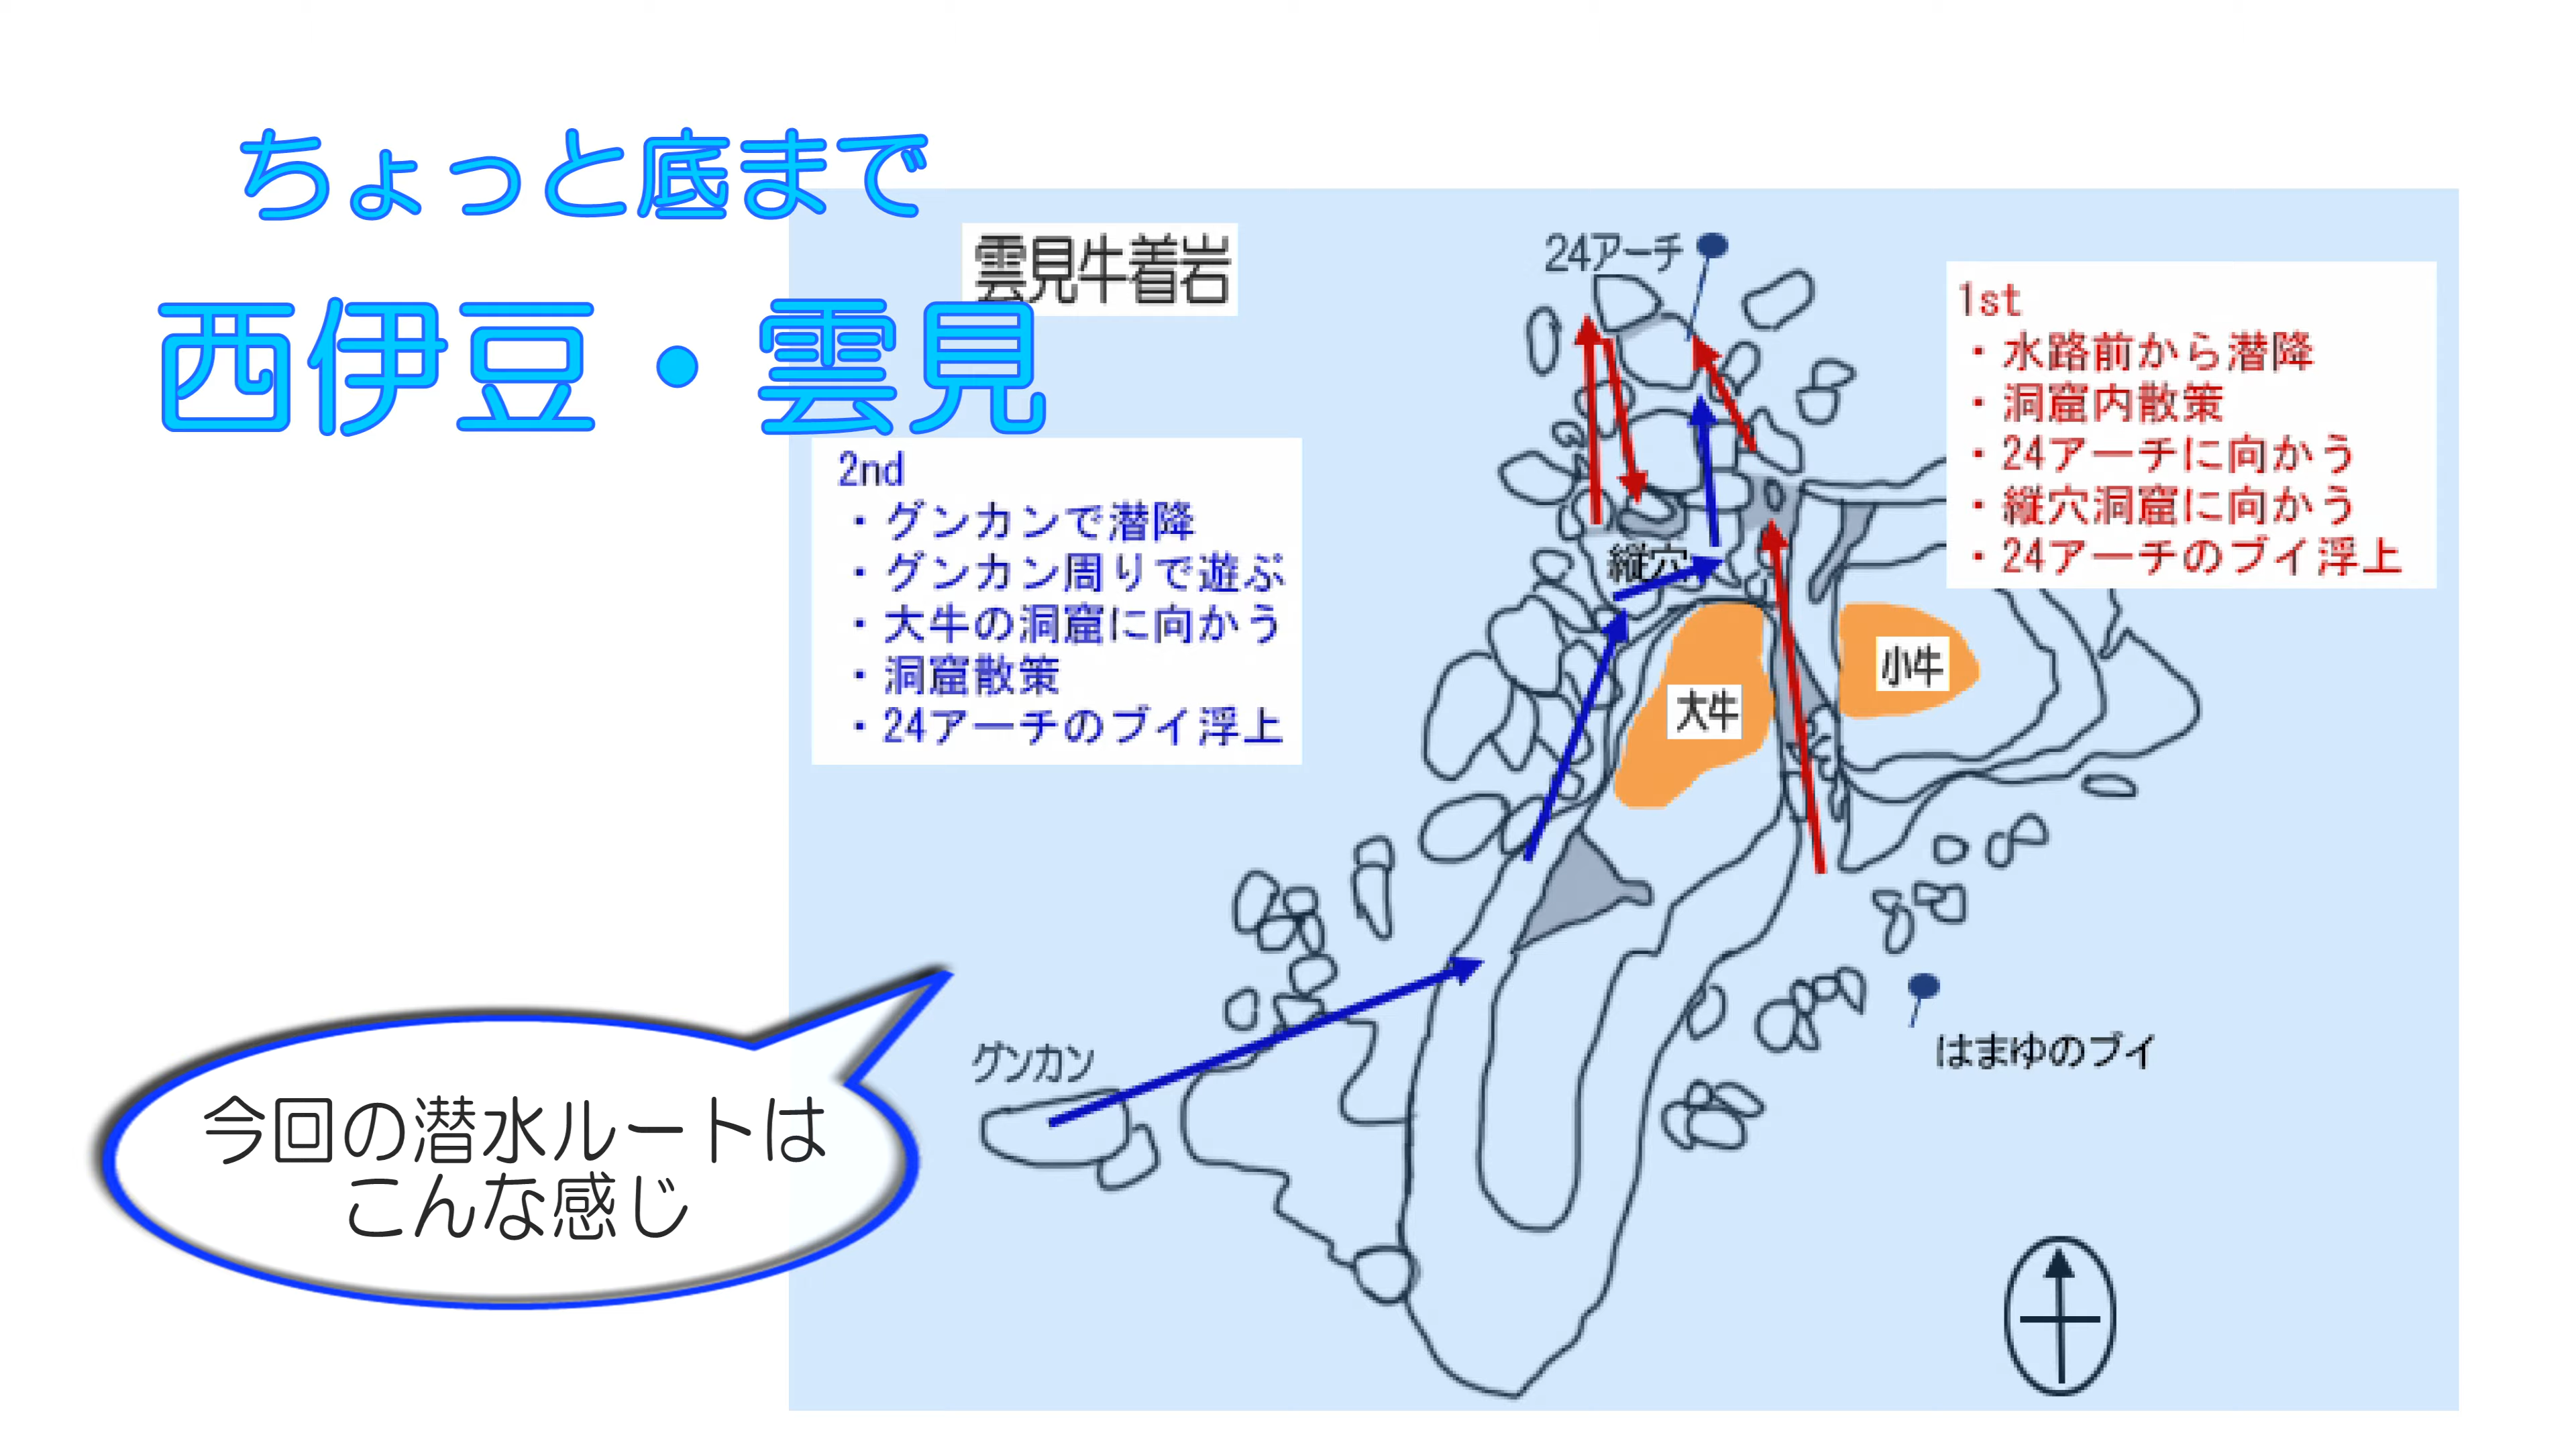 ちょっと底まで
西伊豆・雲見
雲見牛着岩
24アーチ
1st
・水路前から潜降
・洞窟内散策
・24アーチに向かう
・縦穴洞窟に向かう
・24アーチのブイ浮上
2nd
・グンカンで潜降
・グンカン周りで遊ぶ
・大牛の洞窟に向かう
・洞窟散策
・24アーチのブイ浮上
縦穴
小牛
大牛
グンカン
はまゆのブイ
今回の潜水ルートは
こんな感じ